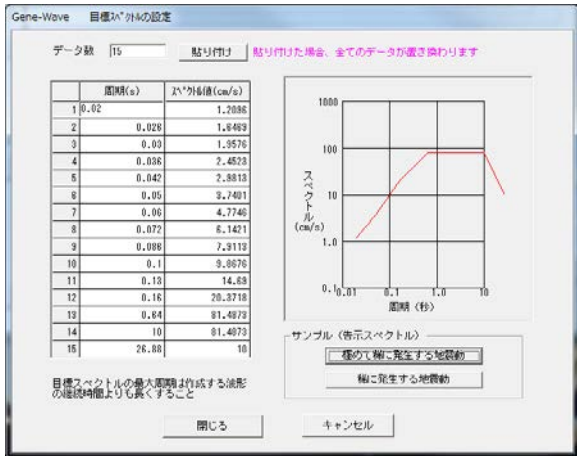 Gene-Wave 目標ｽﾍﾟｸﾄﾙの設定
データ数 15 貼り付け 貼り付けた場合、全てのデータが置き換わります
周期(s) ｽﾍﾟｸﾄﾙ値(cm/s)
1 0.02 1.2096
2 0.026 1.6469
3 0.03 1.9576
4 0.036 2.4523
5 0.042 2.9813
6 0.05 3.7401
7 0.06 4.7746
8 0.072 6.1421
9 0.088 7.9113
10 0.1 9.8676
11 0.13 14.69
12 0.16 20.3718
13 0.64 81.4873
14 10 81.4873
15 26.88 10
目標スペクトルの最大周期は作成する波形
の継続時間よりも長くすること
1000
100
10
1.0
0.1
スペクトル
(cm/s)
0.01 0.1 1.0 10
周期 (秒)
サンプル (告示スペクトル)
極めて稀に発生する地震動
稀に発生する地震動
閉じる キャンセル